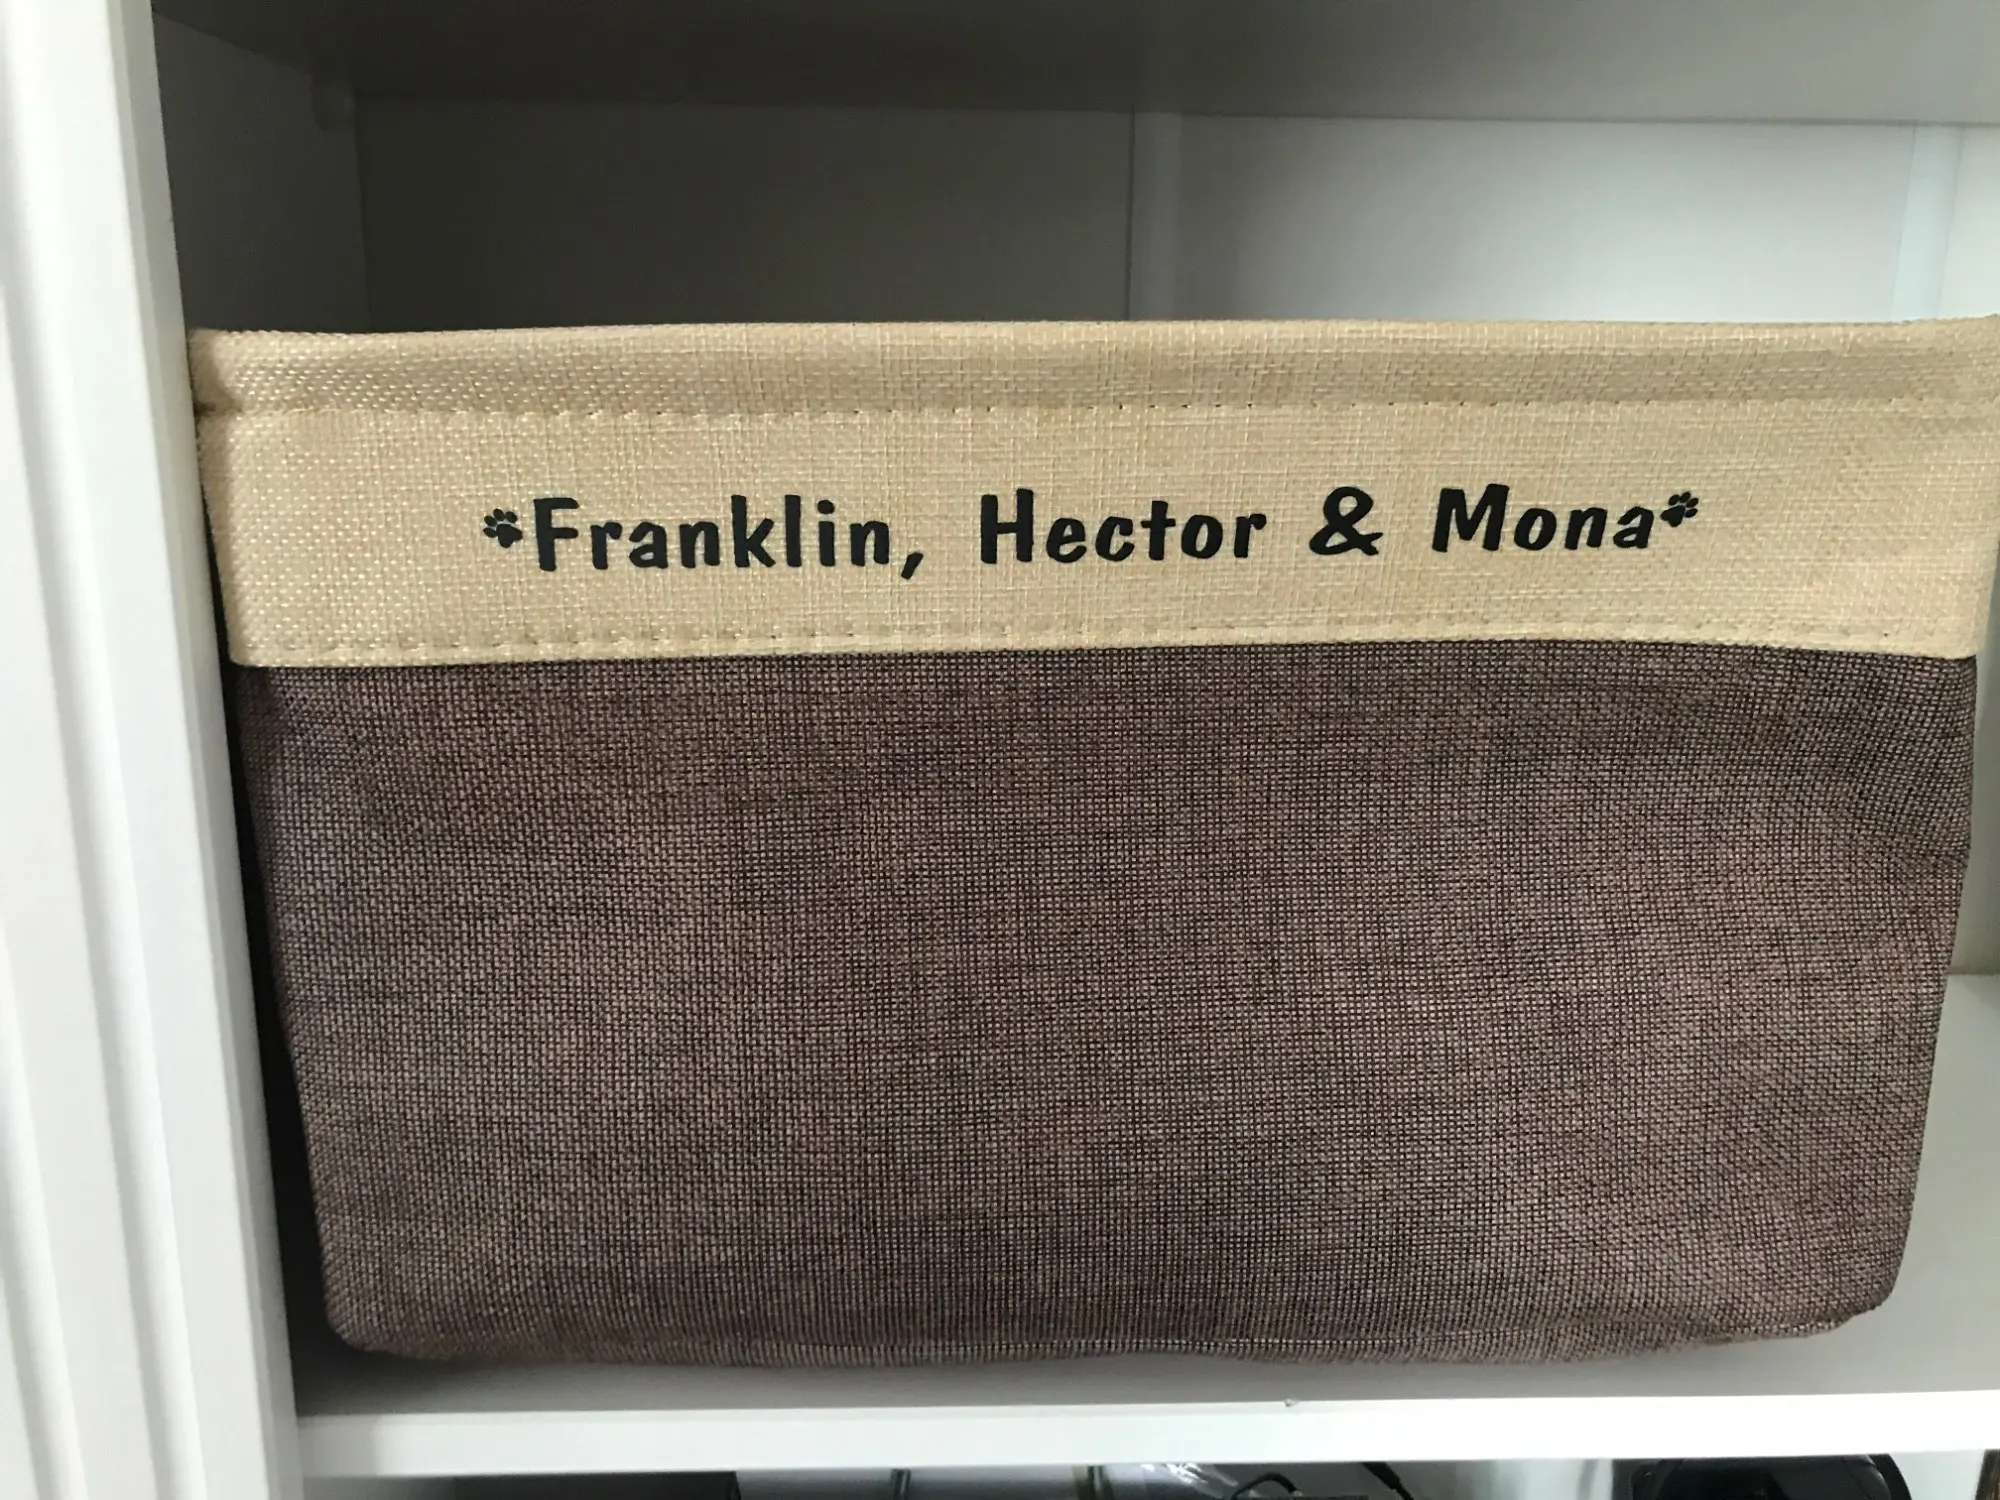 *Franklin, Hector & Mona*